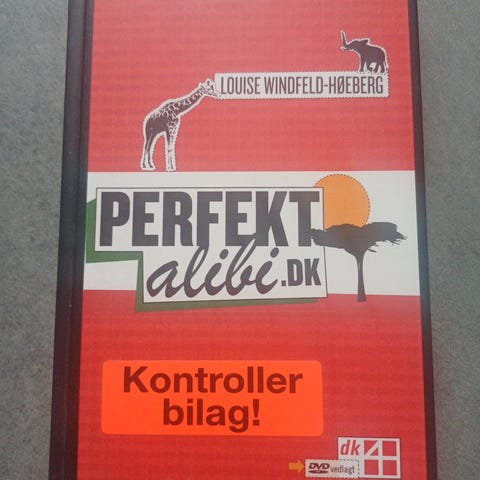 LOUISE WINDFELD-HØEBERG
PERFEKT
alibi.DK
Kontroller
bilag!
dk4
DVD vedlagt